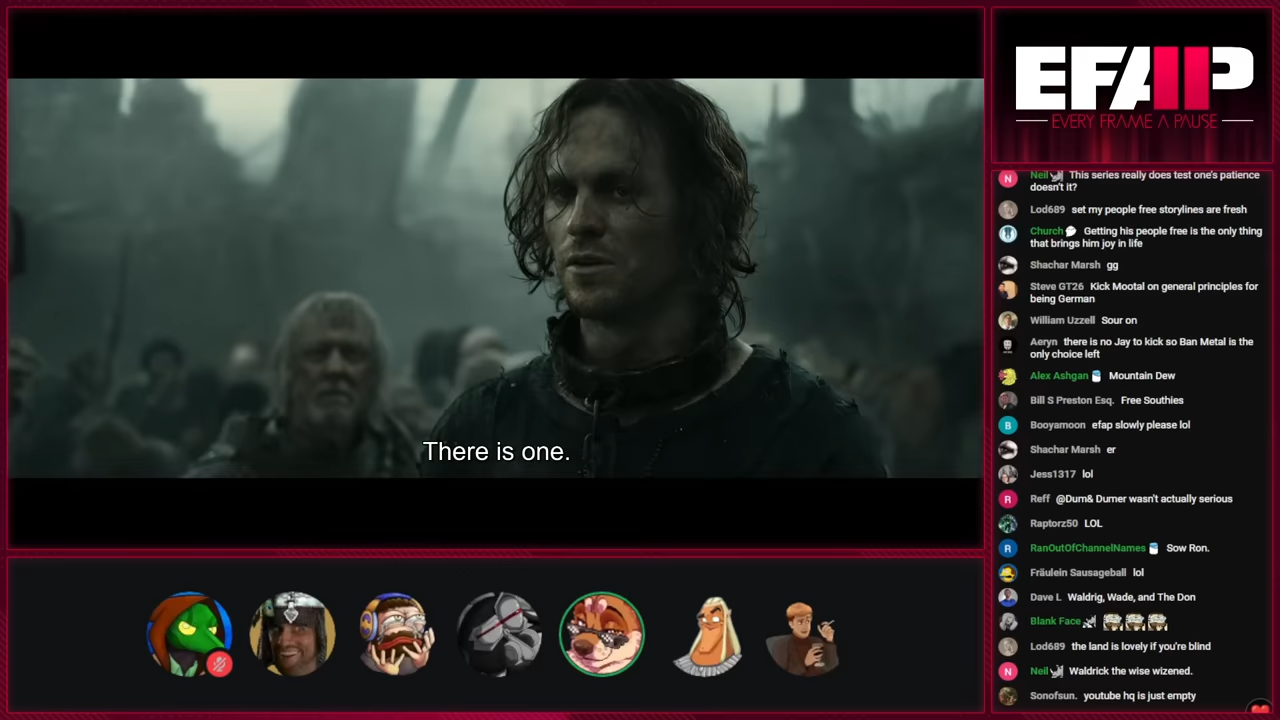 There is one.
EFAP
EVERY FRAME A PAUSE
N Neil This series really does test one's patience
doesn't it?
Lod689 set my people free storylines are fresh
Church Getting his people free is the only thing
that brings him joy in life
Shachar Marsh gg
Steve GT26 Kick Mootal on general principles for
being German
William Uzzell Sour on
Aeryn there is no Jay to kick so Ban Metal is the
only choice left
Alex Ashgan Mountain Dew
Bill S Preston Esq. Free Southies
B Booyamoon efap slowly please lol
Shachar Marsh er
Jess1317 lol
R Reff @Dum& Dumer wasn't actually serious
Raptorz50 LOL
R RanOutOfChannelNames Sow Ron.
Fräulein Sausageball lol
Dave L Waldrig, Wade, and The Don
Blank Face
Lod689 the land is lovely if you're blind
N Neil Waldrick the wise wizened.
Sonofsun. youtube hq is just empty